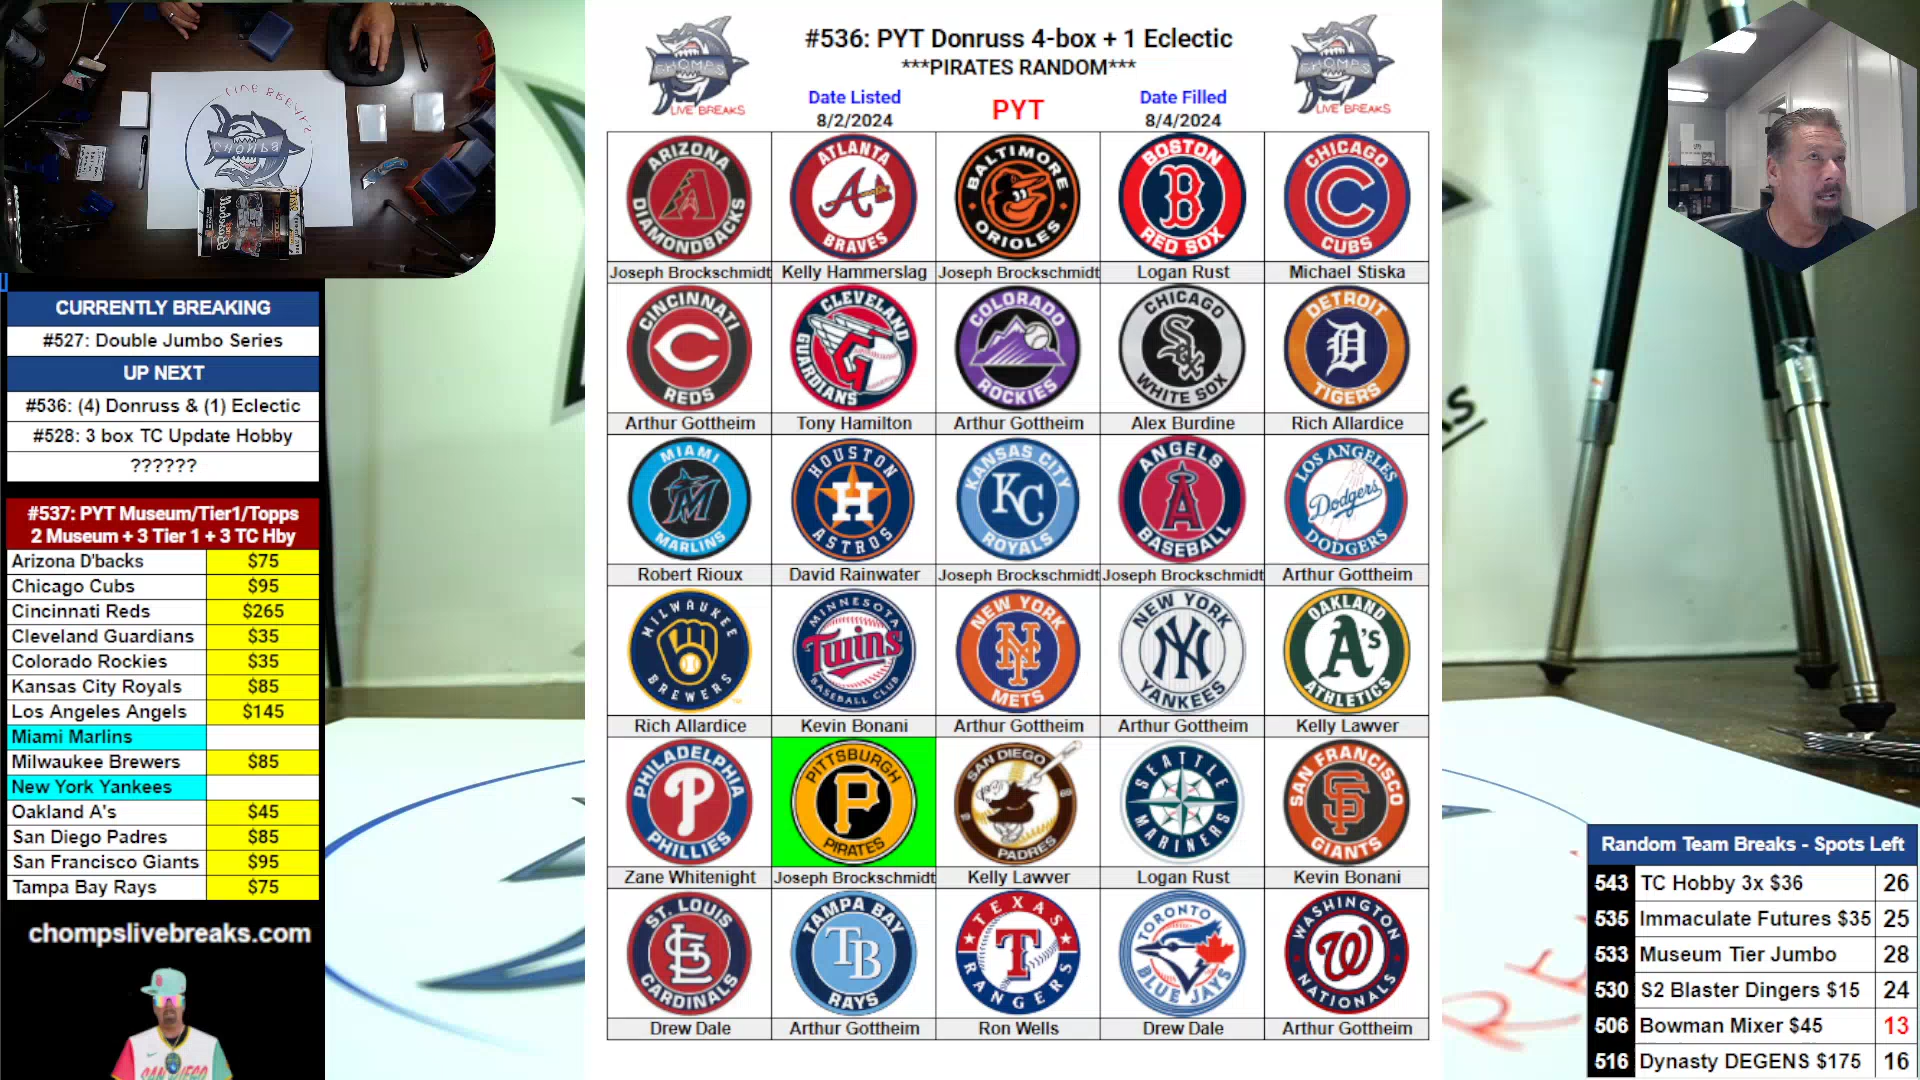 #536: PYT Donruss 4-box + 1 Eclectic
***PIRATES RANDOM***
Date Listed
8/2/2024
PYT
Date Filled
8/4/2024
CHOMPS
LIVE BREAKS
CHOMPS
LIVE BREAKS
ARIZONA DIAMONDBACKS
ATLANTA BRAVES
BALTIMORE ORIOLES
BOSTON RED SOX
CHICAGO CUBS
Joseph Brockschmidt
Kelly Hammerslag
Joseph Brockschmidt
Logan Rust
Michael Stiska
CINCINNATI REDS
CLEVELAND GUARDIANS
COLORADO ROCKIES
CHICAGO WHITE SOX
DETROIT TIGERS
Arthur Gottheim
Tony Hamilton
Arthur Gottheim
Alex Burdine
Rich Allardice
MIAMI MARLINS
HOUSTON ASTROS
KANSAS CITY ROYALS
ANGELS BASEBALL
LOS ANGELES Dodgers DODGERS
Robert Rioux
David Rainwater
Joseph Brockschmidt
Joseph Brockschmidt
Arthur Gottheim
MILWAUKEE BREWERS
MINNESOTA Twins BASEBALL CLUB
NEW YORK METS
NEW YORK YANKEES
OAKLAND A's ATHLETICS
Rich Allardice
Kevin Bonani
Arthur Gottheim
Arthur Gottheim
Kelly Lawver
PHILADELPHIA PHILLIES
PITTSBURGH PIRATES
SAN DIEGO 19 69 PADRES
SEATTLE MARINERS
SAN FRANCISCO GIANTS
Zane Whitenight
Joseph Brockschmidt
Kelly Lawver
Logan Rust
Kevin Bonani
ST. LOUIS CARDINALS
TAMPA BAY RAYS
TEXAS RANGERS
TORONTO BLUE JAYS
WASHINGTON NATIONALS
Drew Dale
Arthur Gottheim
Ron Wells
Drew Dale
Arthur Gottheim
CURRENTLY BREAKING
#527: Double Jumbo Series
UP NEXT
#536: (4) Donruss & (1) Eclectic
#528: 3 box TC Update Hobby
??????
#537: PYT Museum/Tier1/Topps
2 Museum + 3 Tier 1 + 3 TC Hby
Arizona D'backs $75
Chicago Cubs $95
Cincinnati Reds $265
Cleveland Guardians $35
Colorado Rockies $35
Kansas City Royals $85
Los Angeles Angels $145
Miami Marlins
Milwaukee Brewers $85
New York Yankees
Oakland A's $45
San Diego Padres $85
San Francisco Giants $95
Tampa Bay Rays $75
chompslivebreaks.com
SAN DIEGO
Random Team Breaks - Spots Left
543 TC Hobby 3x $36 26
535 Immaculate Futures $35 25
533 Museum Tier Jumbo 28
530 S2 Blaster Dingers $15 24
506 Bowman Mixer $45 13
516 Dynasty DEGENS $175 16